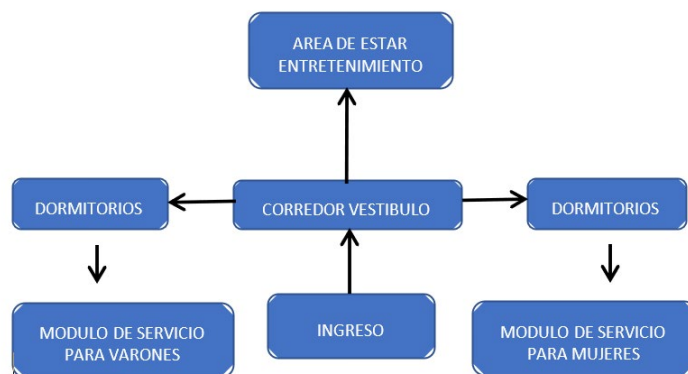 AREA DE ESTAR
ENTRETENIMIENTO
DORMITORIOS
CORREDOR VESTIBULO
DORMITORIOS
MODULO DE SERVICIO
PARA VARONES
INGRESO
MODULO DE SERVICIO
PARA MUJERES